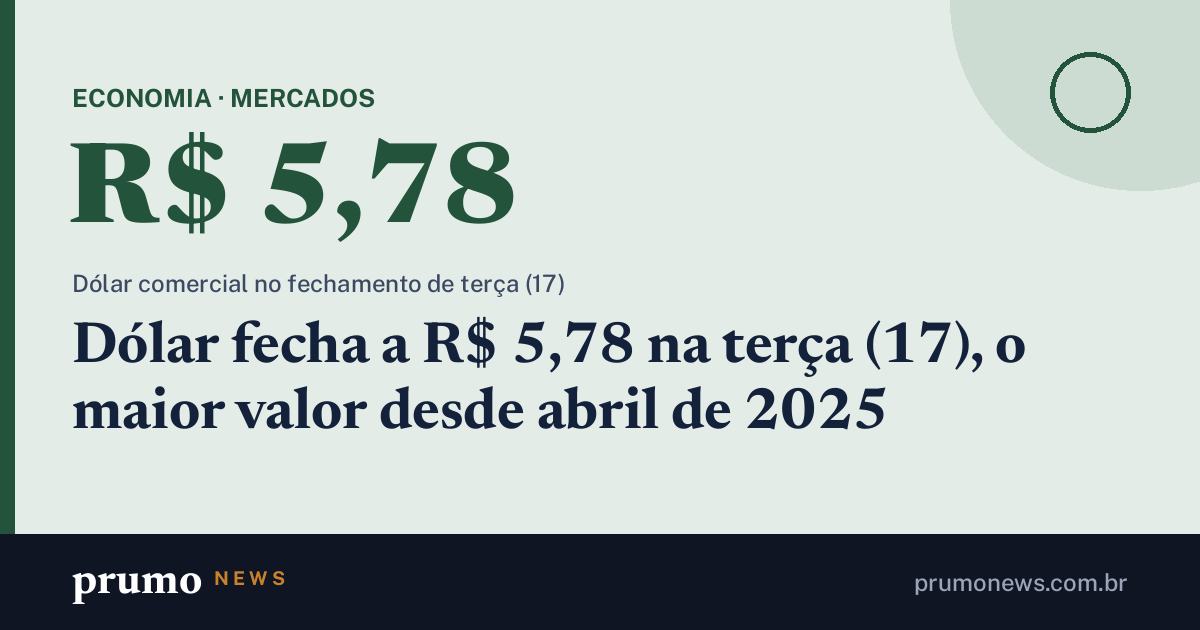 ECONOMIA · MERCADOS
R$ 5,78
Dólar comercial no fechamento de terça (17)
Dólar fecha a R$ 5,78 na terça (17), o
maior valor desde abril de 2025
prumo NEWS
prumonews.com.br